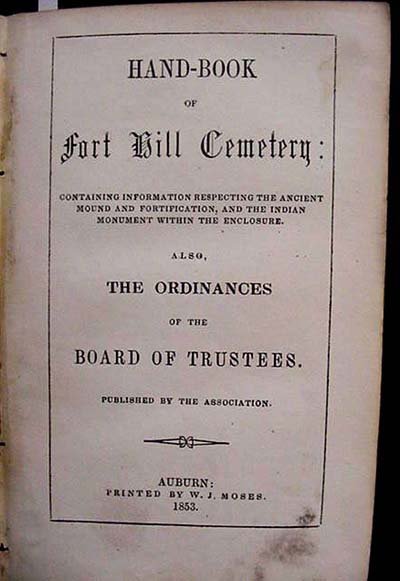 HAND-BOOK
OF
Fort Hill Cemetery:
CONTAINING INFORMATION RESPECTING THE ANCIENT
MOUND AND FORTIFICATION, AND THE INDIAN
MONUMENT WITHIN THE ENCLOSURE.
ALSO,
THE ORDINANCES
OF THE
BOARD OF TRUSTEES.
PUBLISHED BY THE ASSOCIATION.
AUBURN:
PRINTED BY W. J. MOSES.
1853.